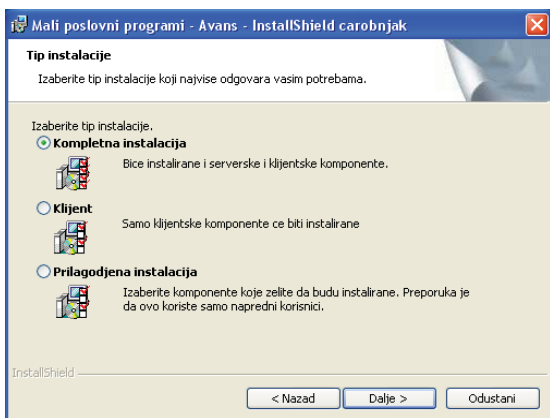 Mali poslovni programi - Avans - InstallShield carobnjak
Tip instalacije
Izaberite tip instalacije koji najvise odgovara vasim potrebama.
Izaberite tip instalacije.
Kompletna instalacija
Bice instalirane i serverske i klijentske komponente.
Klijent
Samo klijentske komponente ce biti instalirane
Prilagodjena instalacija
Izaberite komponente koje zelite da budu instalirane. Preporuka je
da ovo koriste samo napredni korisnici.
InstallShield
< Nazad Dalje > Odustani